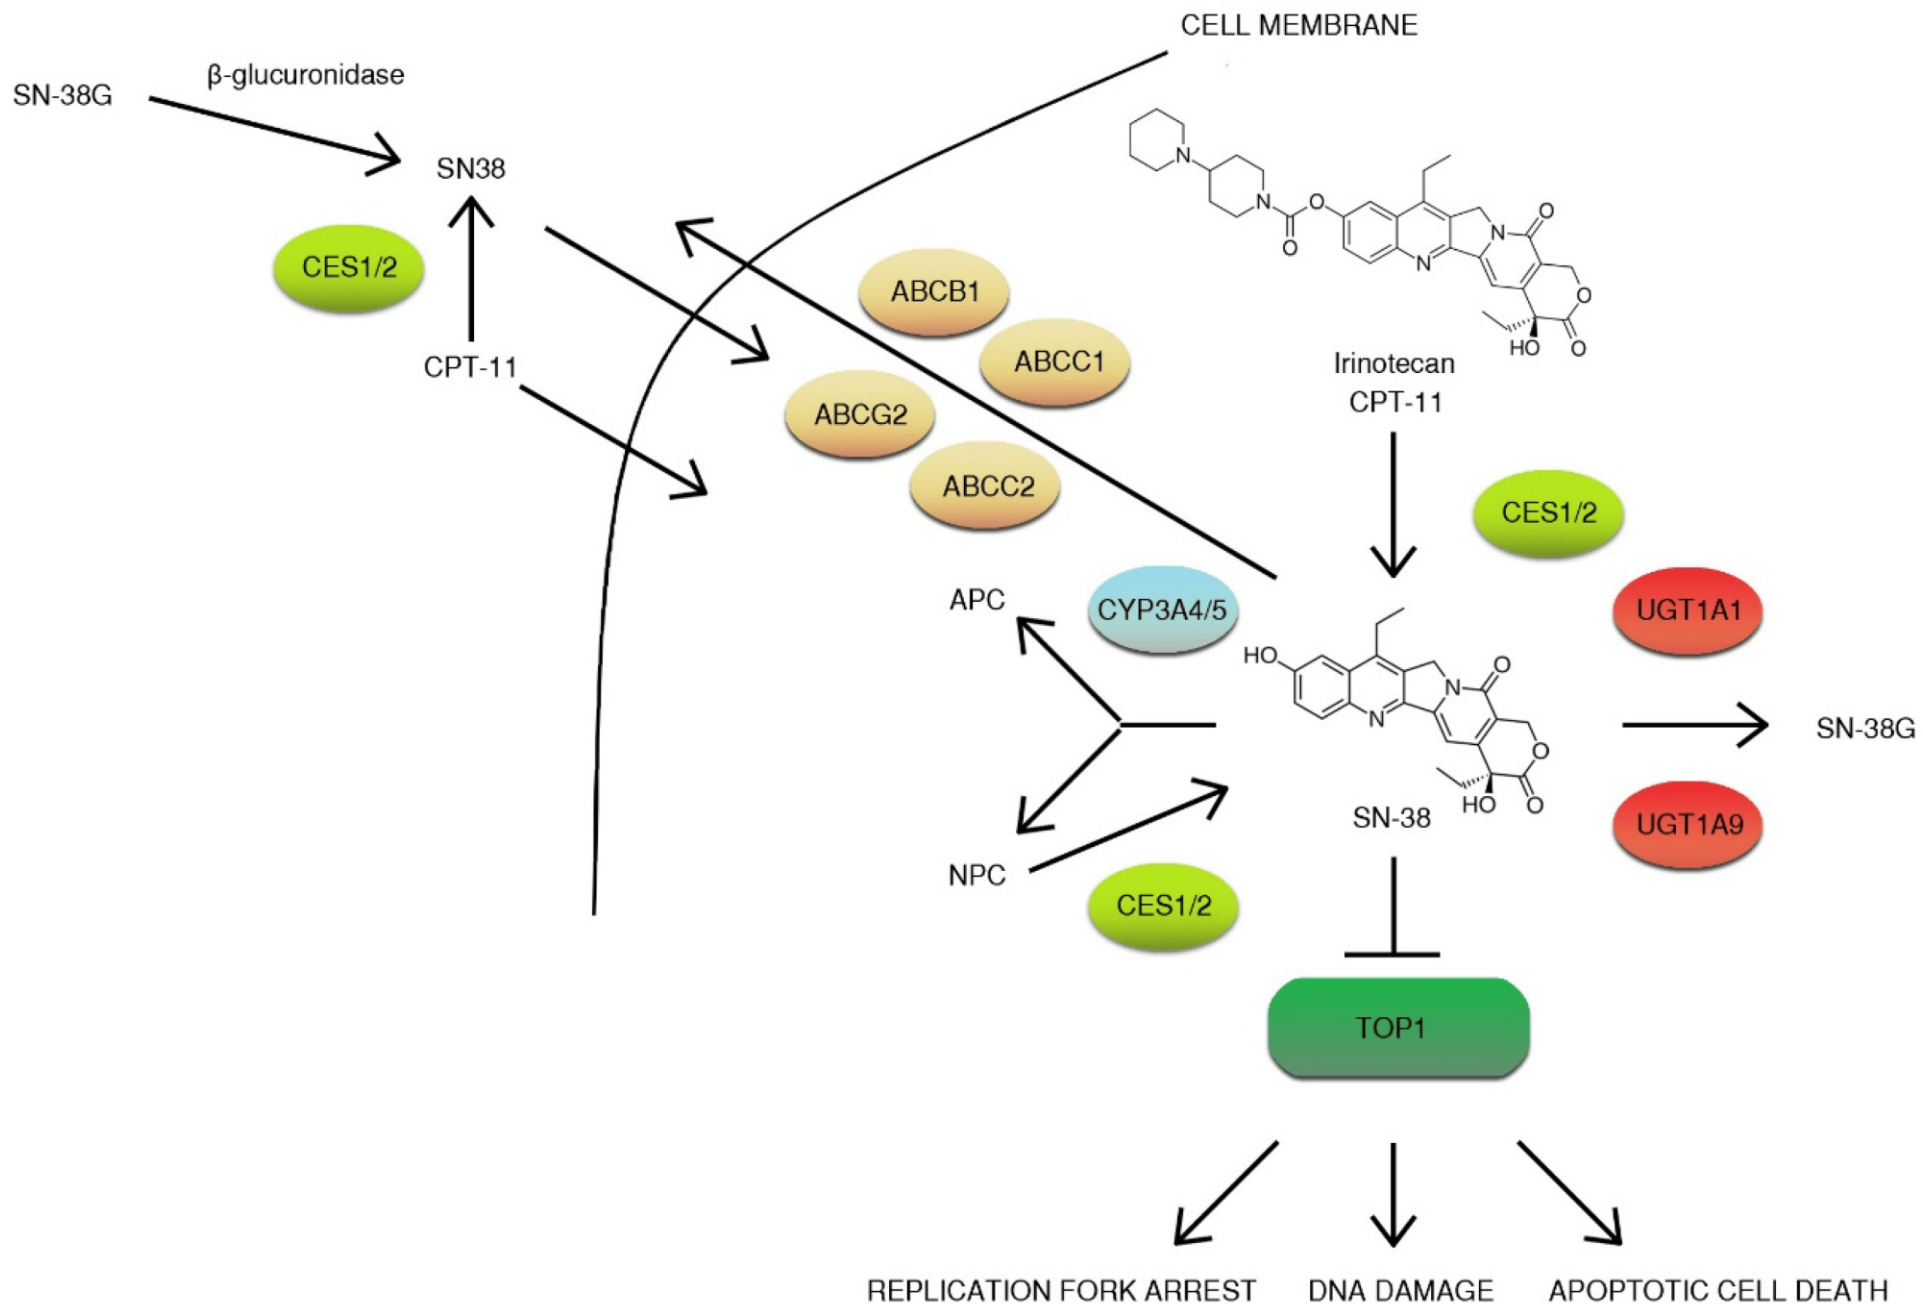 CELL MEMBRANE
β-glucuronidase
SN-38G
SN38
CES1/2
CPT-11
ABCB1
ABCC1
ABCG2
ABCC2
N
N
O
O
N
N
O
O
O
HO
Irinotecan
CPT-11
CES1/2
APC
CYP3A4/5
UGT1A1
HO
N
N
O
O
O
HO
SN-38
SN-38G
UGT1A9
NPC
CES1/2
TOP1
REPLICATION FORK ARREST
DNA DAMAGE
APOPTOTIC CELL DEATH